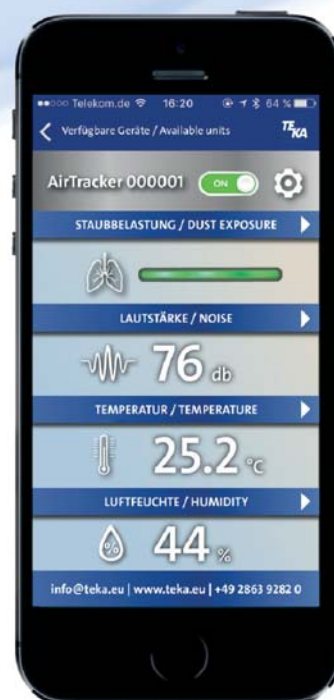 Telekom.de 16:20 64 %
Verfügbare Geräte / Available units TEKA
AirTracker 000001 ON
STAUBBELASTUNG / DUST EXPOSURE
LAUTSTÄRKE / NOISE
76 db
TEMPERATUR / TEMPERATURE
25.2 °C
LUFTFEUCHTE / HUMIDITY
%
44 %
info@teka.eu | www.teka.eu | +49 2863 9282 0